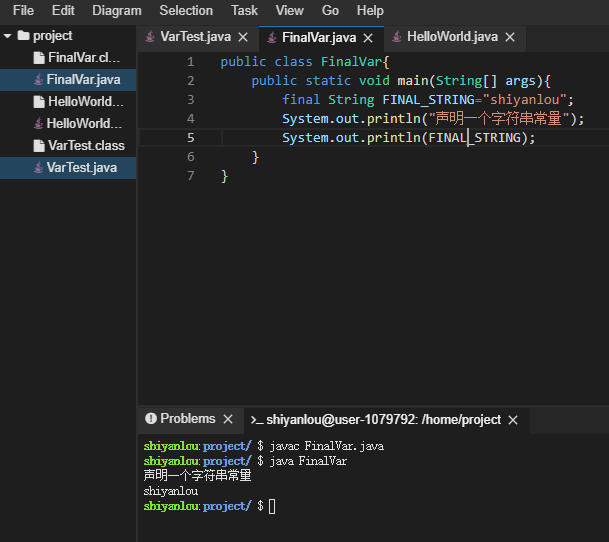 File Edit Diagram Selection Task View Go Help
project
FinalVar.cl...
FinalVar.java
HelloWorld...
HelloWorld...
VarTest.class
VarTest.java
VarTest.java FinalVar.java HelloWorld.java
1 public class FinalVar{
2 public static void main(String[] args){
3 final String FINAL_STRING="shiyanlou";
4 System.out.println("声明一个字符串常量");
5 System.out.println(FINAL_STRING);
6 }
7 }
Problems >_ shiyanlou@user-1079792: /home/project
shiyanlou:project/ $ javac FinalVar.java
shiyanlou:project/ $ java FinalVar
声明一个字符串常量
shiyanlou
shiyanlou:project/ $